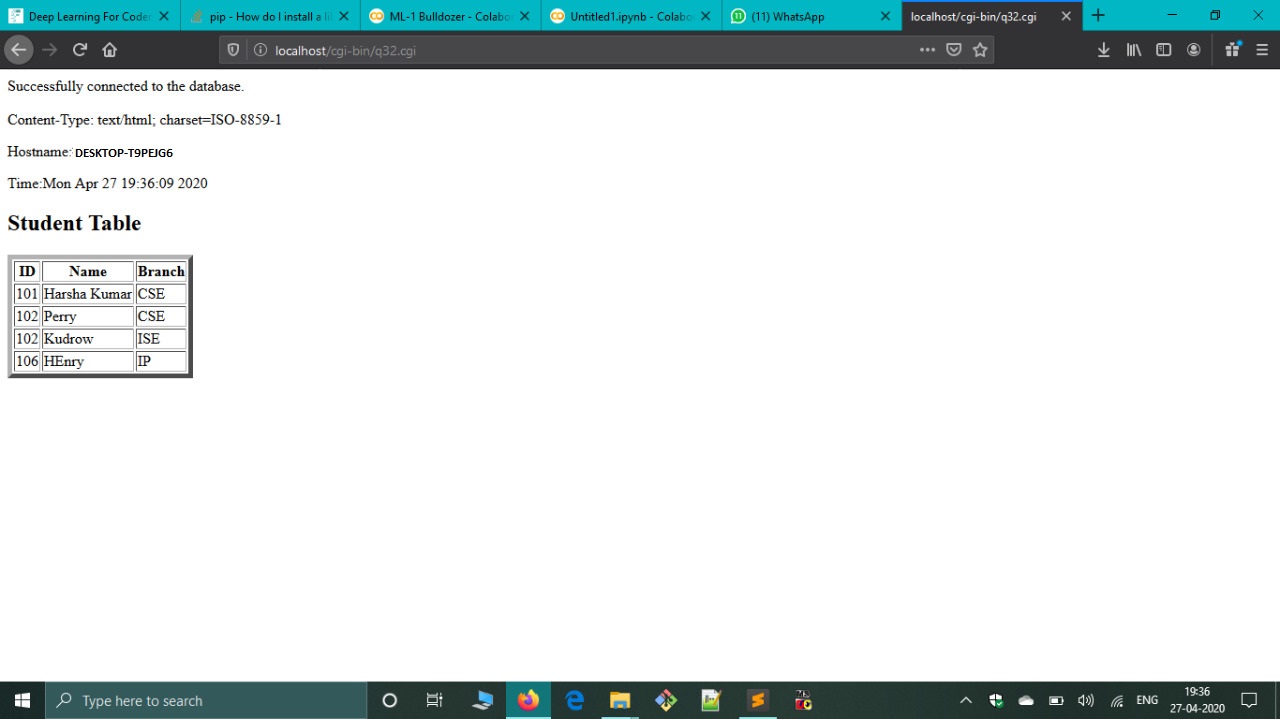 Deep Learning For Coder
pip - How do I install a li
ML-1 Bulldozer - Colabo
Untitled1.ipynb - Colabo
(11) WhatsApp
localhost/cgi-bin/q32.cgi
localhost/cgi-bin/q32.cgi
Successfully connected to the database.
Content-Type: text/html; charset=ISO-8859-1
Hostname: DESKTOP-T9PEJG6
Time:Mon Apr 27 19:36:09 2020
Student Table
ID Name Branch
101 Harsha Kumar CSE
102 Perry CSE
102 Kudrow ISE
106 HEnry IP
Type here to search
ENG
19:36
27-04-2020